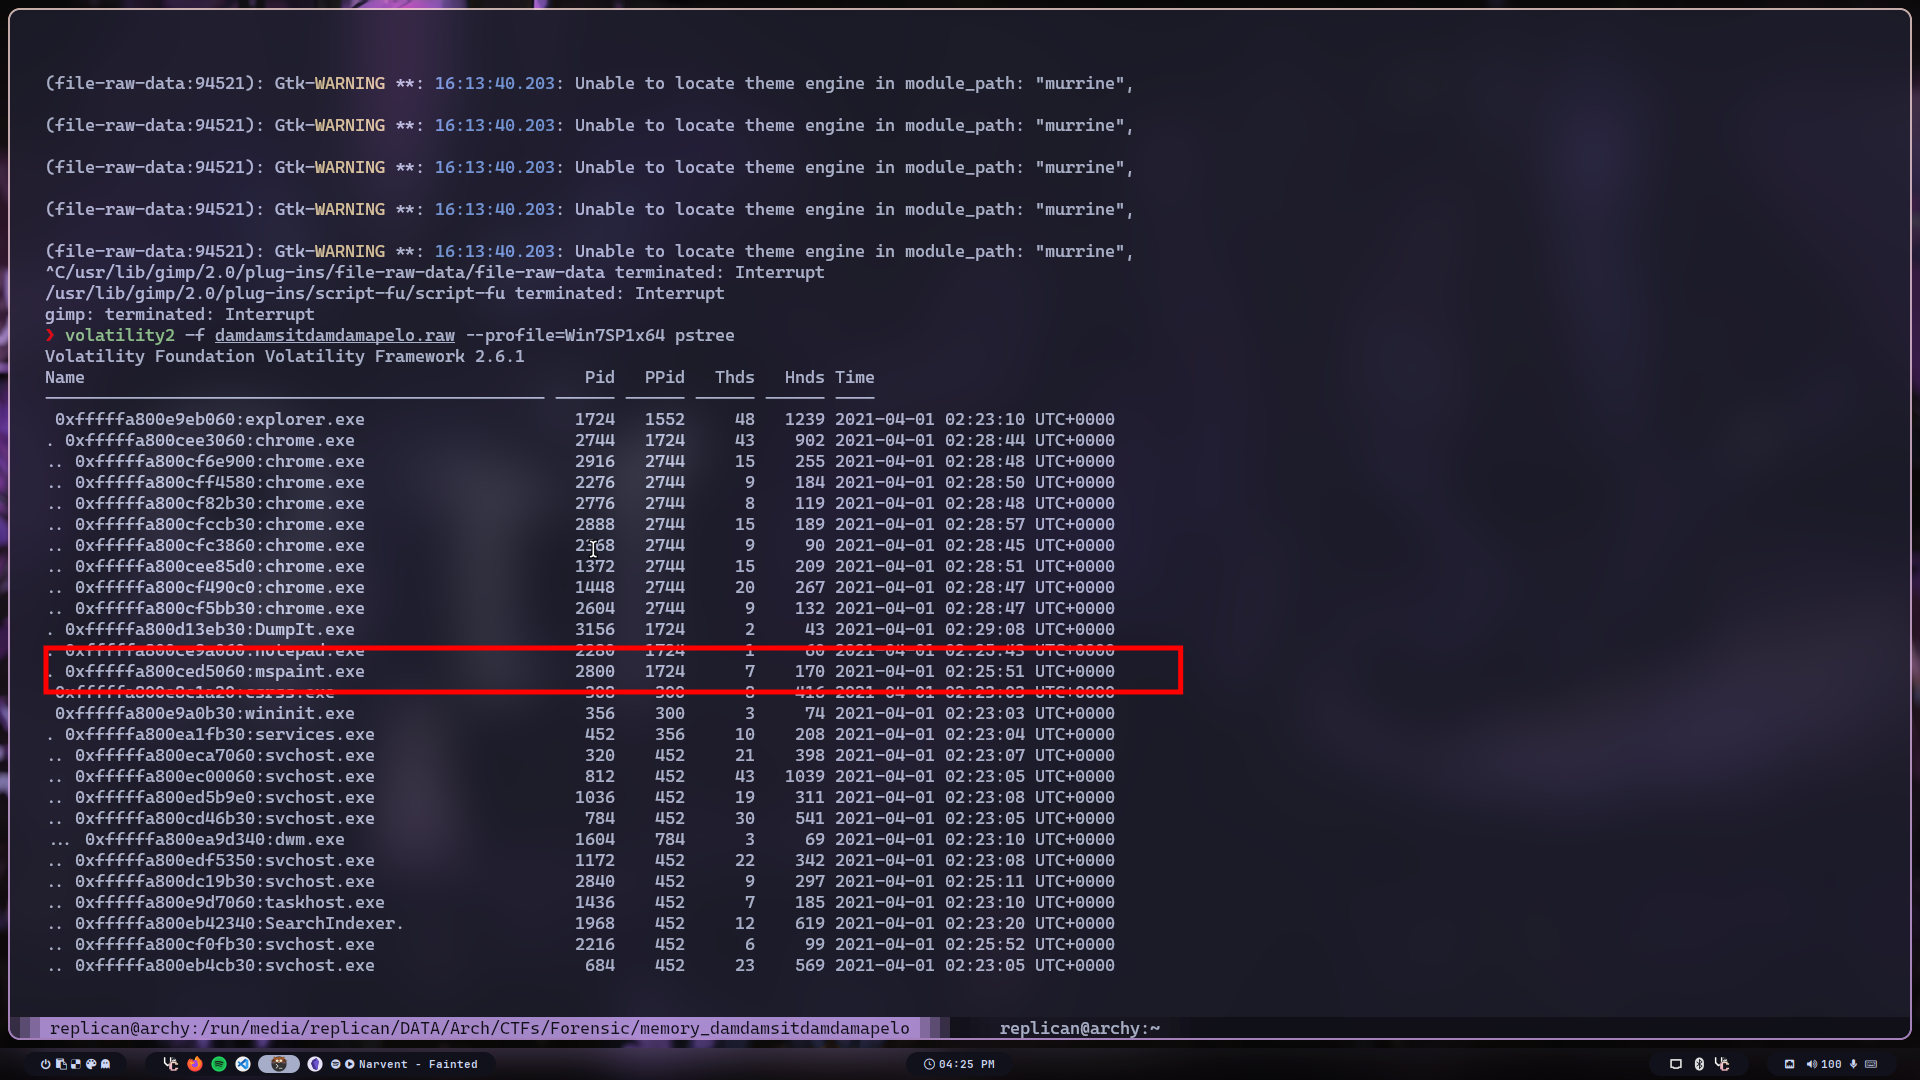 (file-raw-data:94521): Gtk-WARNING **: 16:13:40.203: Unable to locate theme engine in module_path: "murrine",
(file-raw-data:94521): Gtk-WARNING **: 16:13:40.203: Unable to locate theme engine in module_path: "murrine",
(file-raw-data:94521): Gtk-WARNING **: 16:13:40.203: Unable to locate theme engine in module_path: "murrine",
(file-raw-data:94521): Gtk-WARNING **: 16:13:40.203: Unable to locate theme engine in module_path: "murrine",
(file-raw-data:94521): Gtk-WARNING **: 16:13:40.203: Unable to locate theme engine in module_path: "murrine",
^C/usr/lib/gimp/2.0/plug-ins/file-raw-data/file-raw-data terminated: Interrupt
/usr/lib/gimp/2.0/plug-ins/script-fu/script-fu terminated: Interrupt
gimp: terminated: Interrupt
❯ volatility2 -f damdamsitdamdamapelo.raw --profile=Win7SP1x64 pstree
Volatility Foundation Volatility Framework 2.6.1
Name Pid PPid Thds Hnds Time
0xfffffa800e9eb060:explorer.exe 1724 1552 48 1239 2021-04-01 02:23:10 UTC+0000
. 0xfffffa800cee3060:chrome.exe 2744 1724 43 902 2021-04-01 02:28:44 UTC+0000
.. 0xfffffa800cf6e900:chrome.exe 2916 2744 15 255 2021-04-01 02:28:48 UTC+0000
.. 0xfffffa800cff4580:chrome.exe 2276 2744 9 184 2021-04-01 02:28:50 UTC+0000
.. 0xfffffa800cf82b30:chrome.exe 2776 2744 8 119 2021-04-01 02:28:48 UTC+0000
.. 0xfffffa800cfccb30:chrome.exe 2888 2744 15 189 2021-04-01 02:28:57 UTC+0000
.. 0xfffffa800cfc3860:chrome.exe 2744 9 90 2021-04-01 02:28:45 UTC+0000
.. 0xfffffa800cee85d0:chrome.exe 1372 2744 15 209 2021-04-01 02:28:51 UTC+0000
.. 0xfffffa800cf490c0:chrome.exe 1448 2744 20 267 2021-04-01 02:28:47 UTC+0000
.. 0xfffffa800cf5bb30:chrome.exe 2604 2744 9 132 2021-04-01 02:28:47 UTC+0000
. 0xfffffa800d13eb30:DumpIt.exe 3156 1724 2 43 2021-04-01 02:29:08 UTC+0000
. 0xfffffa800ce9a060:notepad.exe 2280 1724 1 60 2021-04-01 02:25:43 UTC+0000
. 0xfffffa800ced5060:mspaint.exe 2800 1724 7 170 2021-04-01 02:25:51 UTC+0000
csrss.exe 308 300 8 416 2021-04-01 02:23:03 UTC+0000
0xfffffa800e9a0b30:wininit.exe 356 300 3 74 2021-04-01 02:23:03 UTC+0000
. 0xfffffa800ea1fb30:services.exe 452 356 10 208 2021-04-01 02:23:04 UTC+0000
.. 0xfffffa800eca7060:svchost.exe 320 452 21 398 2021-04-01 02:23:07 UTC+0000
.. 0xfffffa800ec00060:svchost.exe 812 452 43 1039 2021-04-01 02:23:05 UTC+0000
.. 0xfffffa800ed5b9e0:svchost.exe 1036 452 19 311 2021-04-01 02:23:08 UTC+0000
.. 0xfffffa800cd46b30:svchost.exe 784 452 30 541 2021-04-01 02:23:05 UTC+0000
... 0xfffffa800ea9d340:dwm.exe 1604 784 3 69 2021-04-01 02:23:10 UTC+0000
.. 0xfffffa800edf5350:svchost.exe 1172 452 22 342 2021-04-01 02:23:08 UTC+0000
.. 0xfffffa800dc19b30:svchost.exe 2840 452 9 297 2021-04-01 02:25:11 UTC+0000
.. 0xfffffa800e9d7060:taskhost.exe 1436 452 7 185 2021-04-01 02:23:10 UTC+0000
.. 0xfffffa800eb42340:SearchIndexer. 1968 452 12 619 2021-04-01 02:23:20 UTC+0000
.. 0xfffffa800cf0fb30:svchost.exe 2216 452 6 99 2021-04-01 02:25:52 UTC+0000
.. 0xfffffa800eb4cb30:svchost.exe 684 452 23 569 2021-04-01 02:23:05 UTC+0000
replican@archy:/run/media/replican/DATA/Arch/CTFs/Forensic/memory_damdamsitdamdamapelo replican@archy:~
Narvent - Fainted 04:25 PM 100